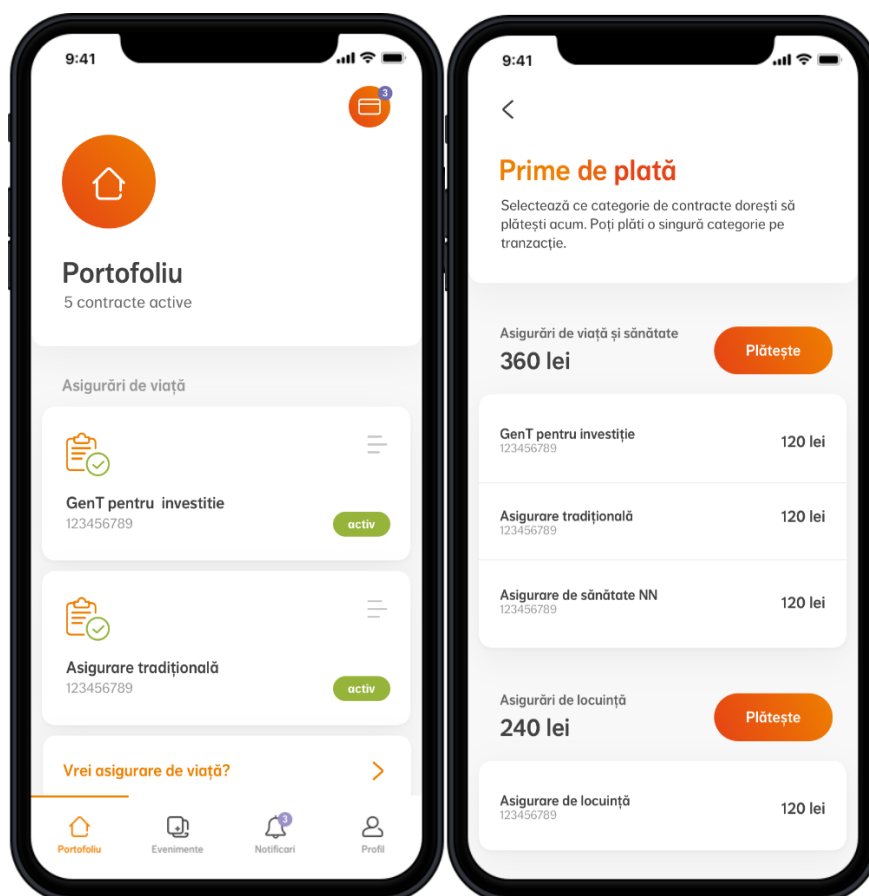 9:41
3
Portofoliu
5 contracte active
Asigurări de viață
GenT pentru investitie
123456789
activ
Asigurare tradițională
123456789
activ
Vrei asigurare de viață?
3
Portofoliu
Evenimente
Notificari
Profil
9:41
Prime de plată
Selectează ce categorie de contracte dorești să
plătești acum. Poți plăti o singură categorie pe
tranzacție.
Asigurări de viață și sănătate
360 lei
Plătește
GenT pentru investiție
123456789
120 lei
Asigurare tradițională
123456789
120 lei
Asigurare de sănătate NN
123456789
120 lei
Asigurări de locuință
240 lei
Plătește
Asigurare de locuință
123456789
120 lei